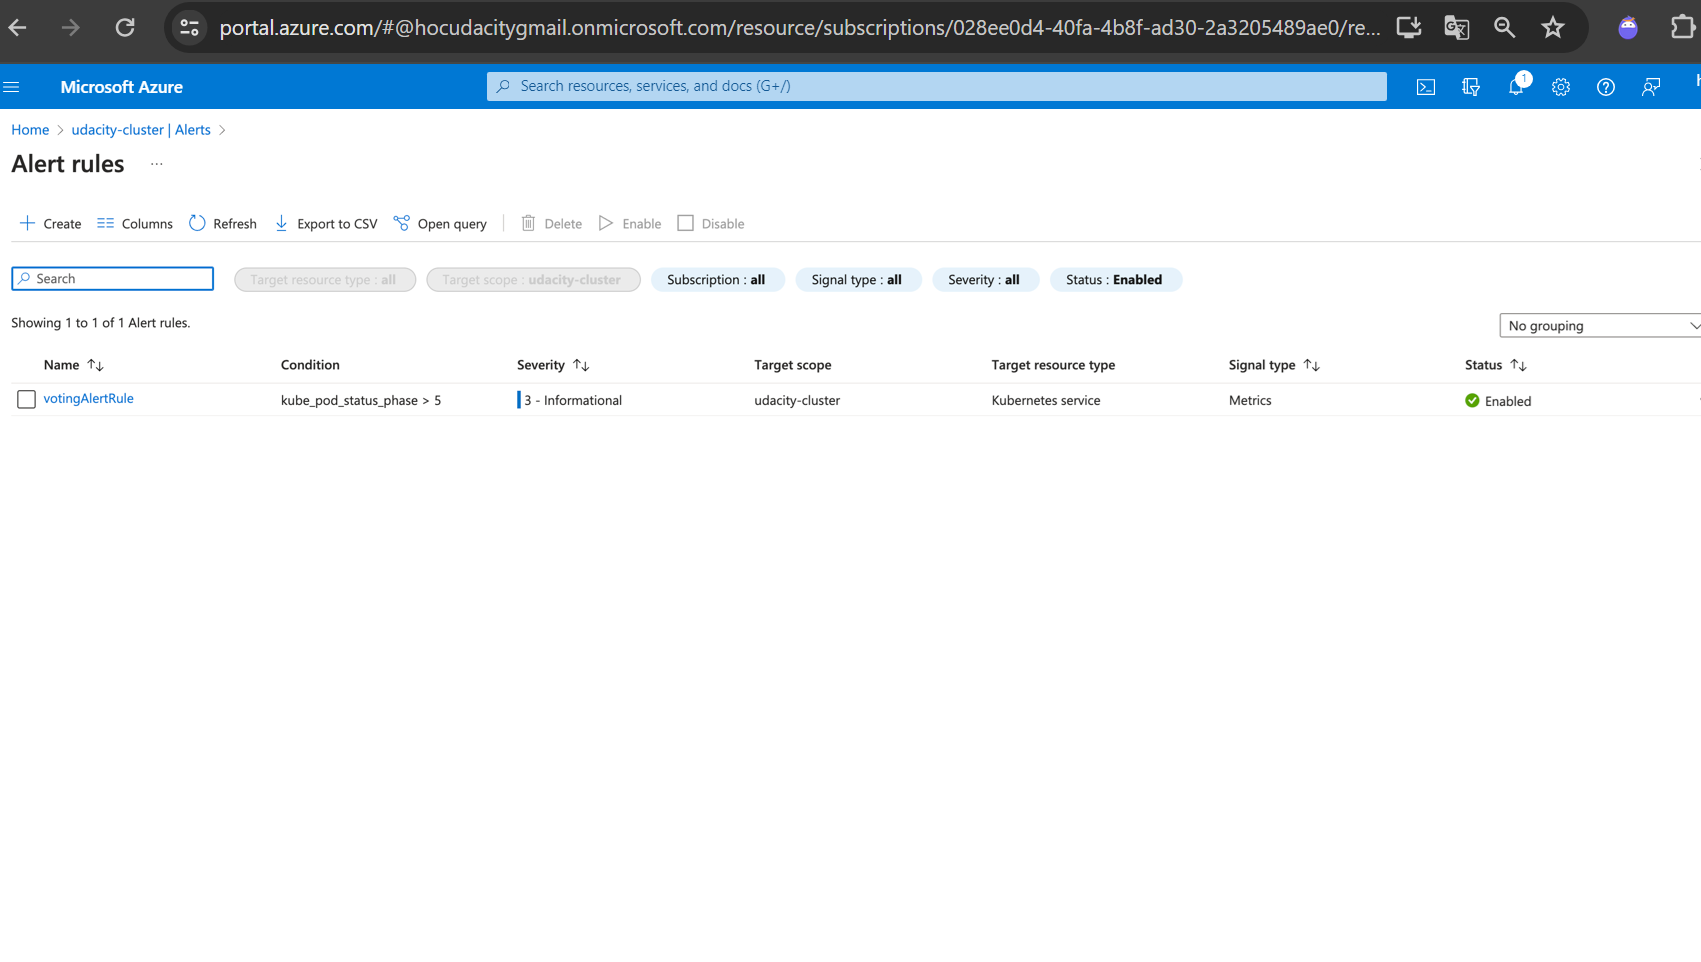 portal.azure.com/#@hocudacitygmail.onmicrosoft.com/resource/subscriptions/028ee0d4-40fa-4b8f-ad30-2a3205489ae0/re...
Microsoft Azure
Search resources, services, and docs (G+/)
1
Home > udacity-cluster | Alerts >
Alert rules ...
Create Columns Refresh Export to CSV Open query Delete Enable Disable
Search
Target resource type : all
Target scope : udacity-cluster
Subscription : all
Signal type : all
Severity : all
Status : Enabled
Showing 1 to 1 of 1 Alert rules.
No grouping
Name Condition Severity Target scope Target resource type Signal type Status
votingAlertRule kube_pod_status_phase > 5 3 - Informational udacity-cluster Kubernetes service Metrics Enabled